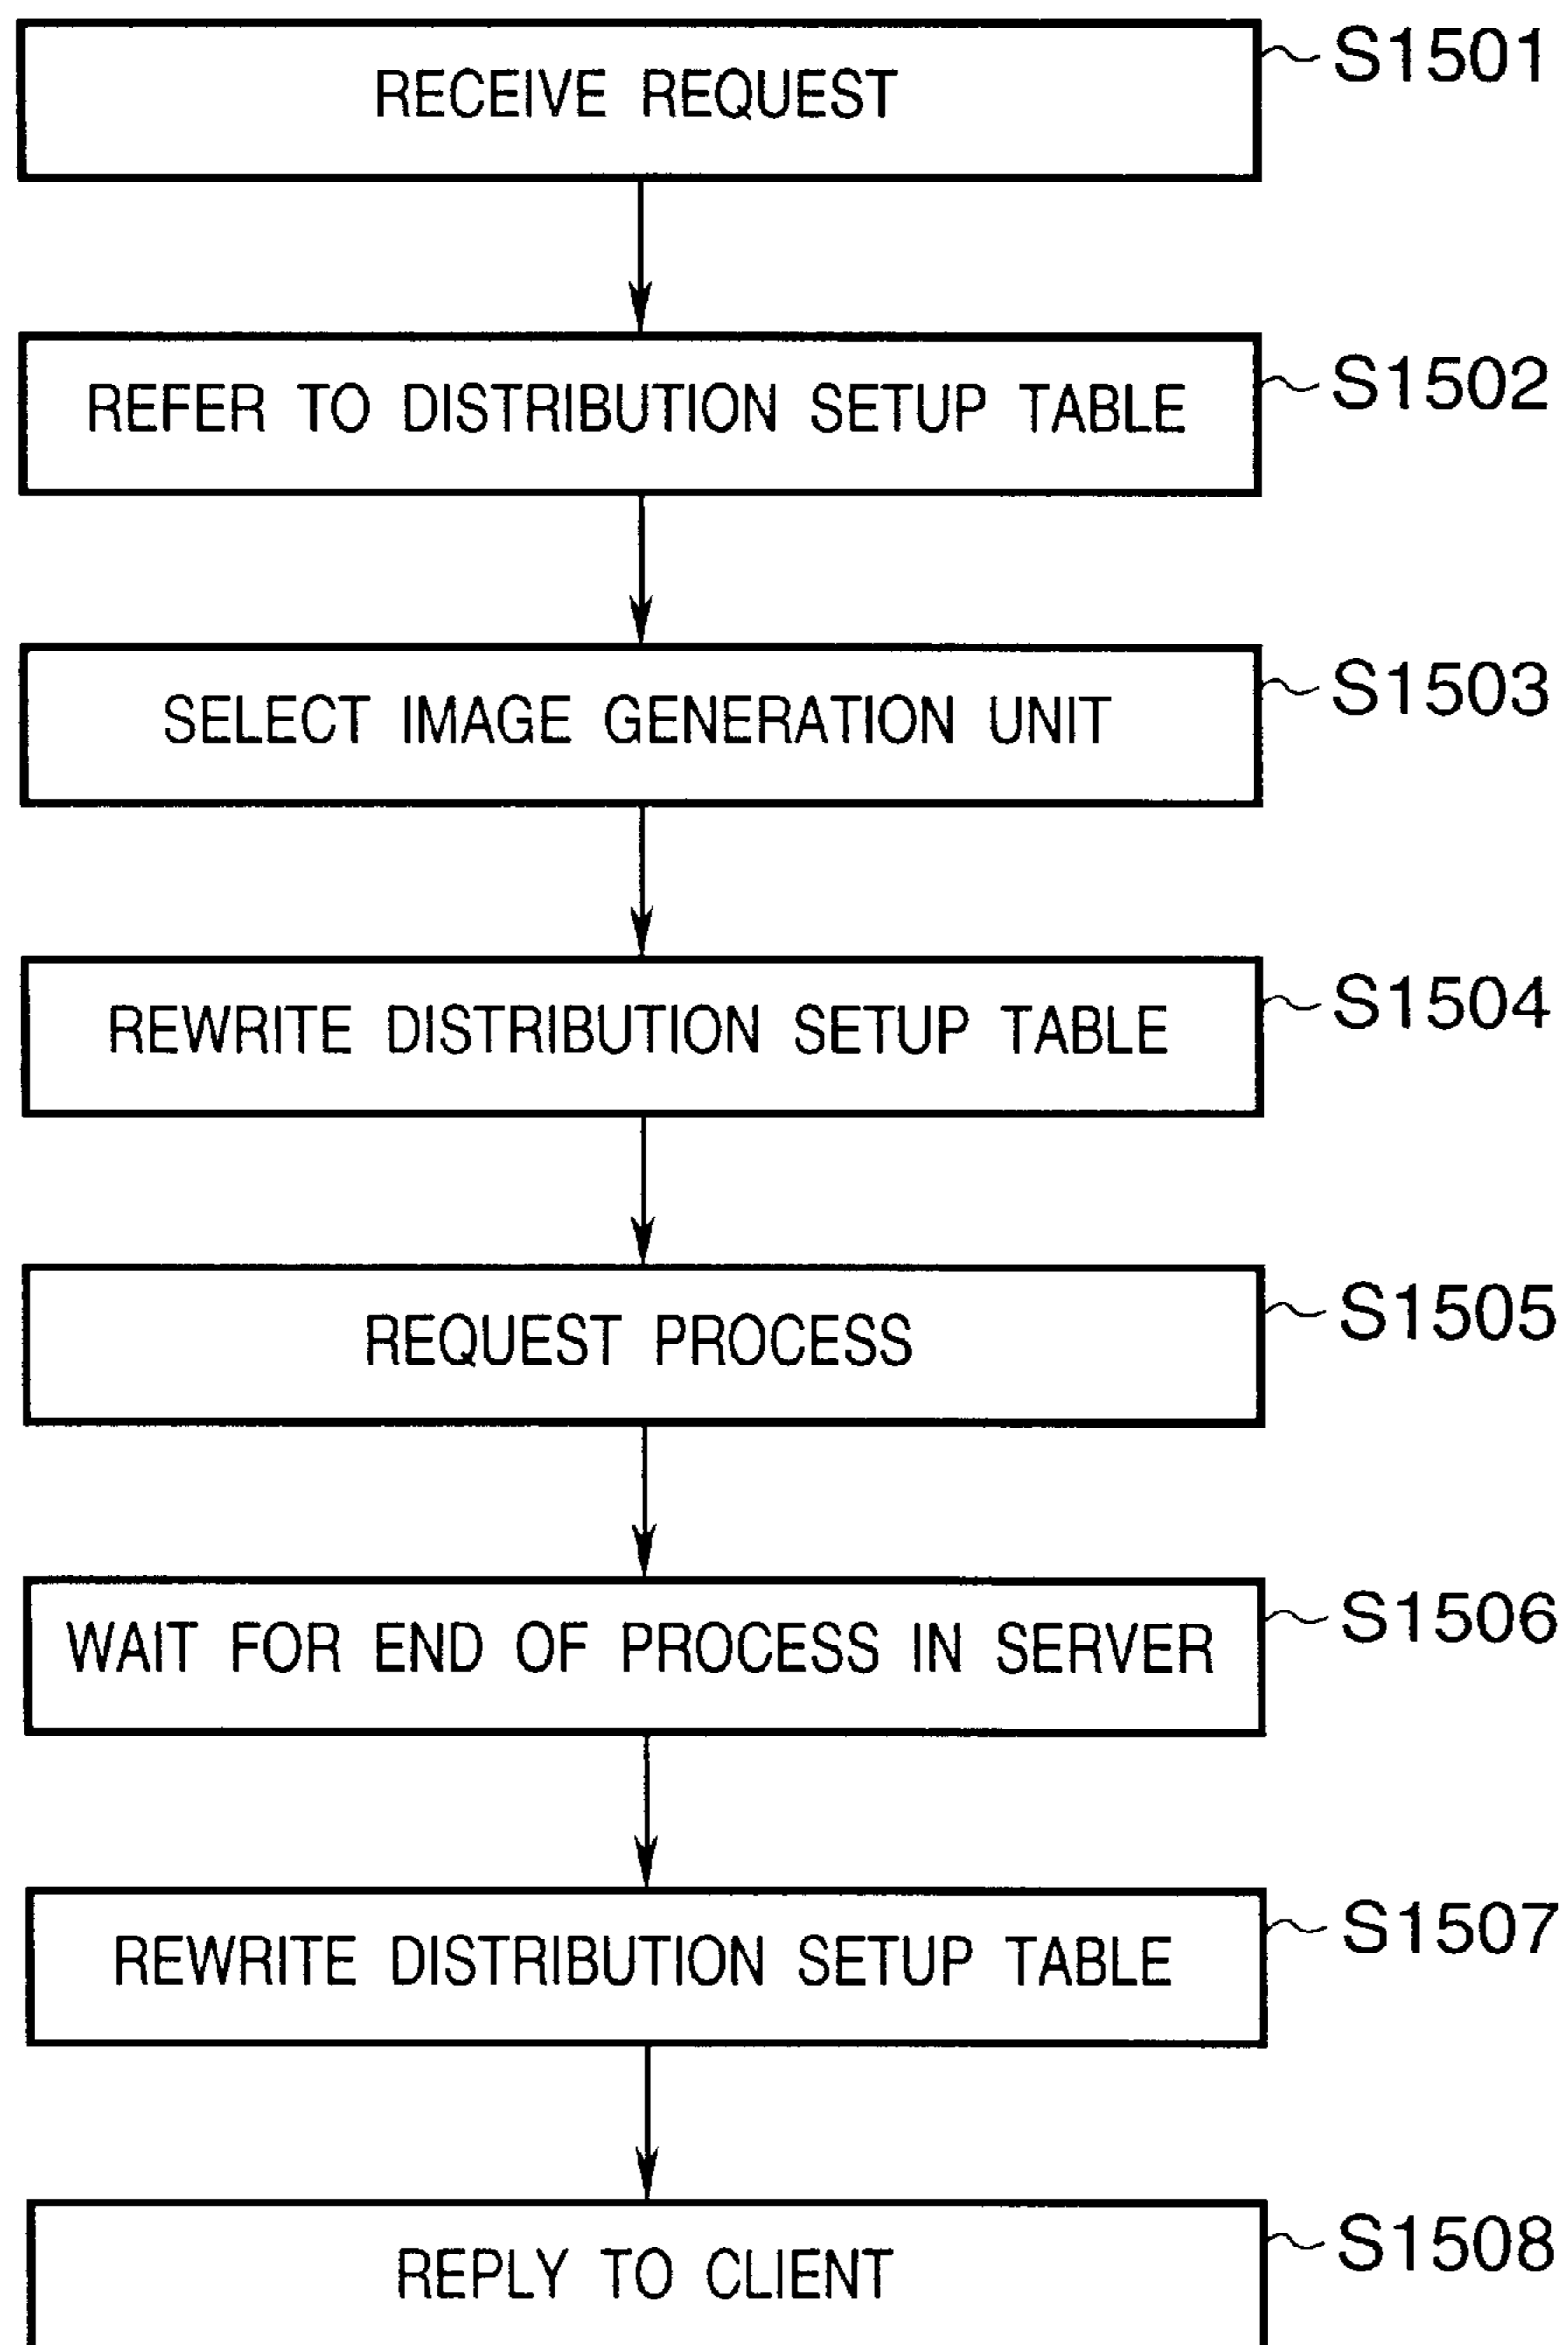 RECEIVE REQUEST S1501
REFER TO DISTRIBUTION SETUP TABLE S1502
SELECT IMAGE GENERATION UNIT S1503
REWRITE DISTRIBUTION SETUP TABLE S1504
REQUEST PROCESS S1505
WAIT FOR END OF PROCESS IN SERVER S1506
REWRITE DISTRIBUTION SETUP TABLE S1507
REPLY TO CLIENT S1508